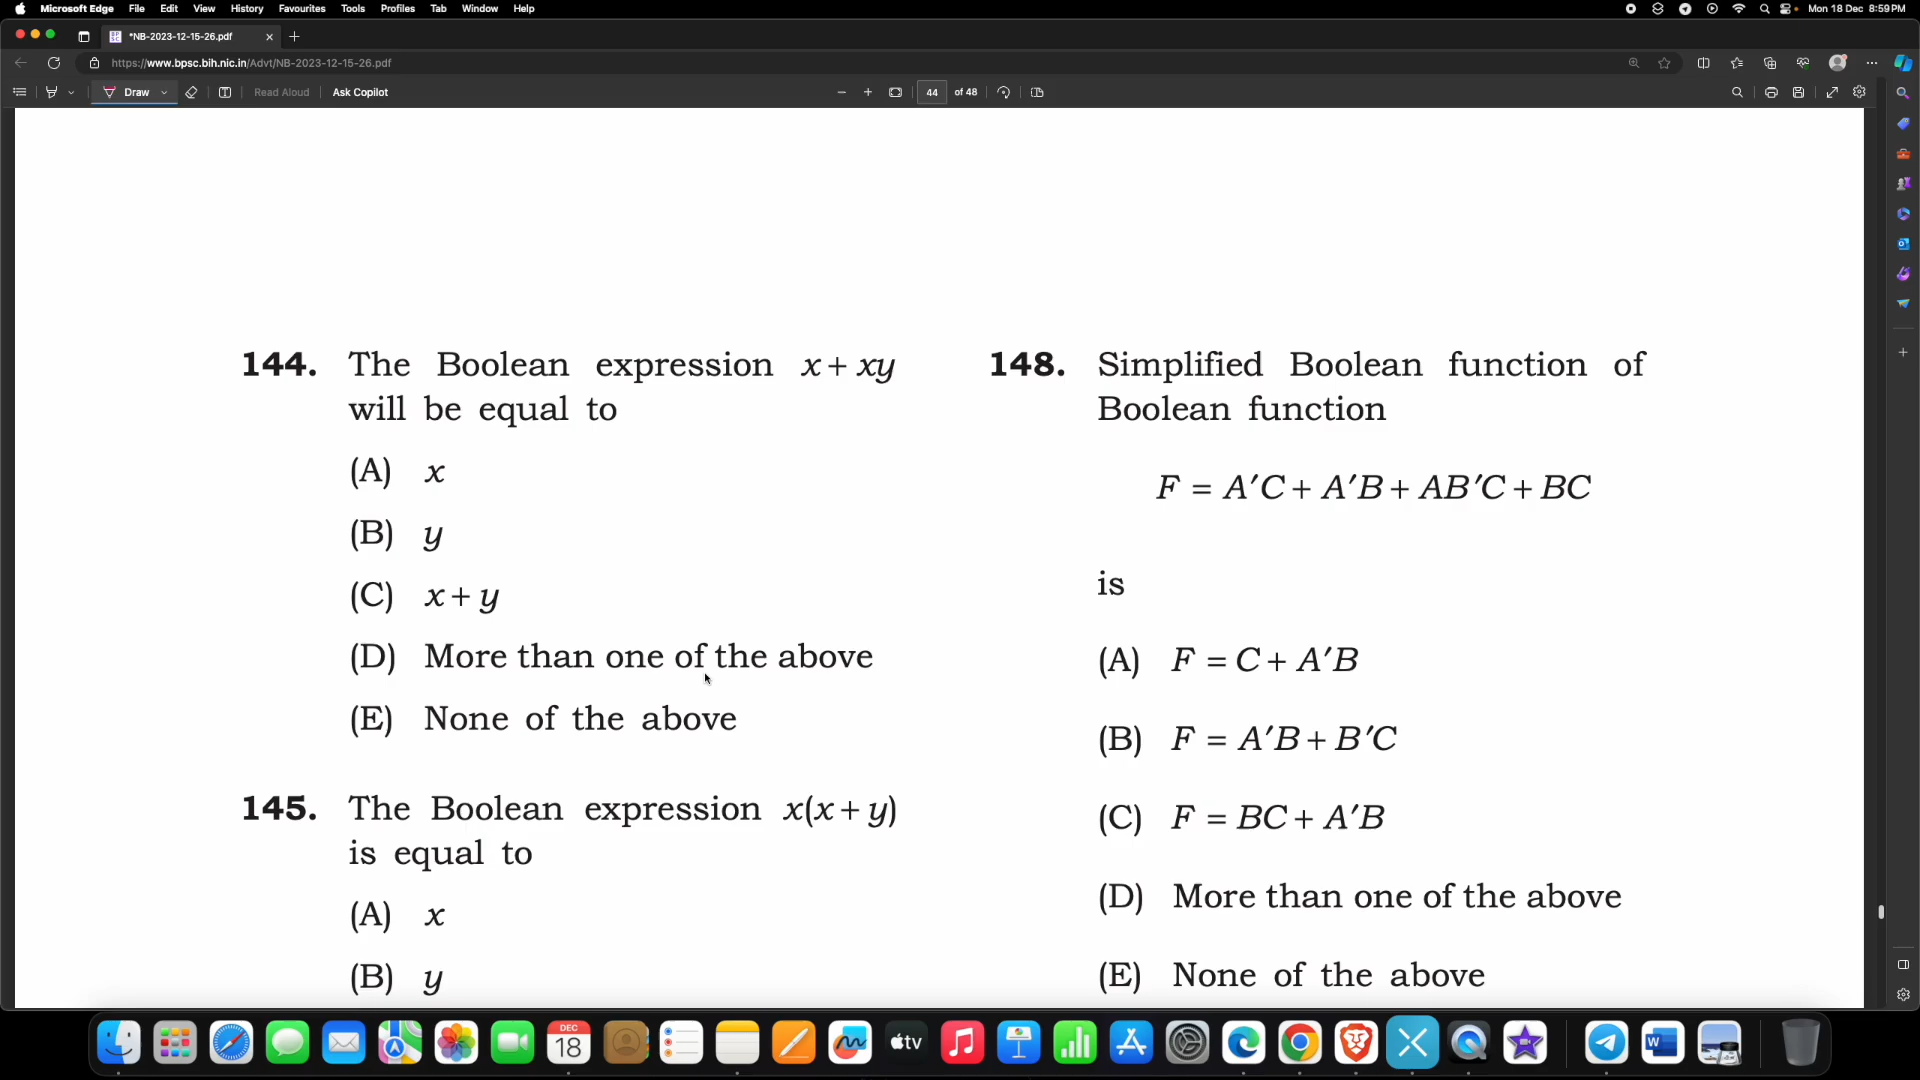 Microsoft Edge File Edit View History Favourites Tools Profiles Tab Window Help Mon 18 Dec 8:59 PM
*NB-2023-12-15-26.pdf
https://www.bpsc.bih.nic.in/Advt/NB-2023-12-15-26.pdf
Draw Read Aloud Ask Copilot 44 of 48
144. The Boolean expression x + xy
will be equal to
(A) x
(B) y
(C) x + y
(D) More than one of the above
(E) None of the above
145. The Boolean expression x(x + y)
is equal to
(A) x
(B) y
148. Simplified Boolean function of
Boolean function
F = A′C + A′B + AB′C + BC
is
(A) F = C + A′B
(B) F = A′B + B′C
(C) F = BC + A′B
(D) More than one of the above
(E) None of the above
DEC
18
tv
W